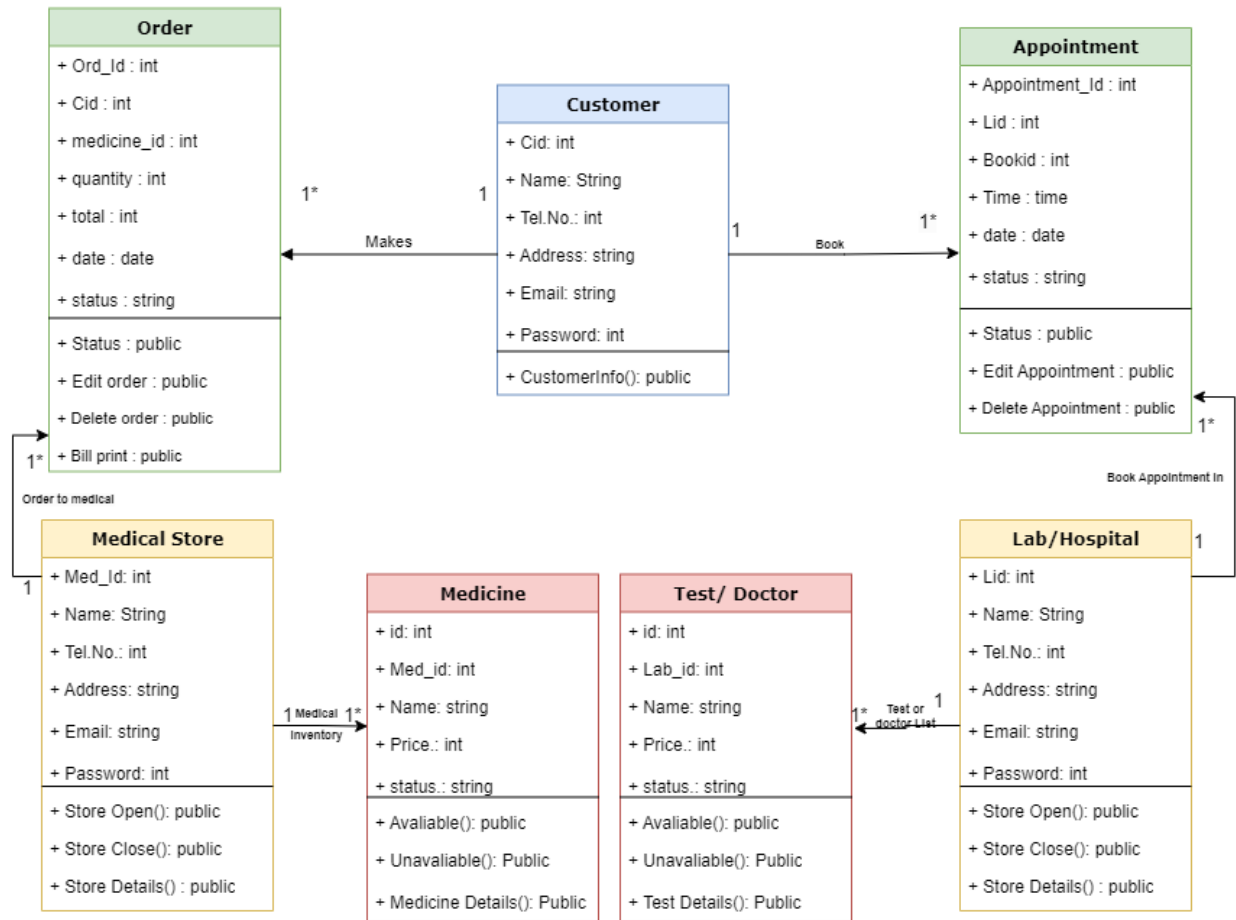 Order
+ Ord_Id : int
+ Cid : int
+ medicine_id : int
+ quantity : int
+ total : int
+ date : date
+ status : string
+ Status : public
+ Edit order : public
+ Delete order : public
+ Bill print : public
1*
Makes
1
Customer
+ Cid: int
+ Name: String
+ Tel.No.: int
+ Address: string
+ Email: string
+ Password: int
+ CustomerInfo(): public
1
Book
1*
Appointment
+ Appointment_Id : int
+ Lid : int
+ Bookid : int
+ Time : time
+ date : date
+ status : string
+ Status : public
+ Edit Appointment : public
+ Delete Appointment : public
1*
Order to medical
1
1*
Book Appointment in
1
Medical Store
+ Med_Id: int
+ Name: String
+ Tel.No.: int
+ Address: string
+ Email: string
+ Password: int
+ Store Open(): public
+ Store Close(): public
+ Store Details() : public
1 Medical 1*
Inventory
Medicine
+ id: int
+ Med_id: int
+ Name: string
+ Price.: int
+ status.: string
+ Avaliable(): public
+ Unavaliable(): Public
+ Medicine Details(): Public
Test/ Doctor
+ id: int
+ Lab_id: int
+ Name: string
+ Price.: int
+ status.: string
+ Avaliable(): public
+ Unavaliable(): Public
+ Test Details(): Public
1* Test or 1
doctor List
Lab/Hospital
+ Lid: int
+ Name: String
+ Tel.No.: int
+ Address: string
+ Email: string
+ Password: int
+ Store Open(): public
+ Store Close(): public
+ Store Details() : public